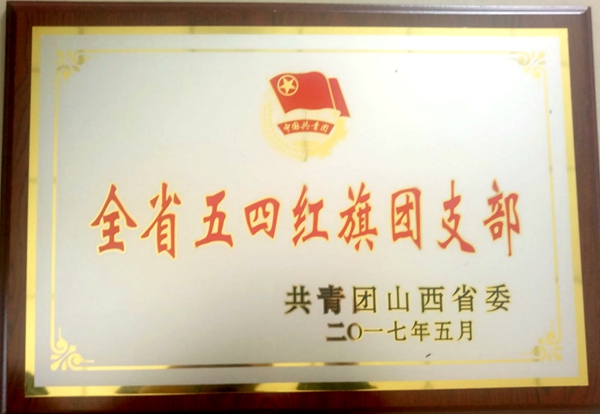 中国共青团
全省五四红旗团支部
共青团山西省委
二〇一七年五月